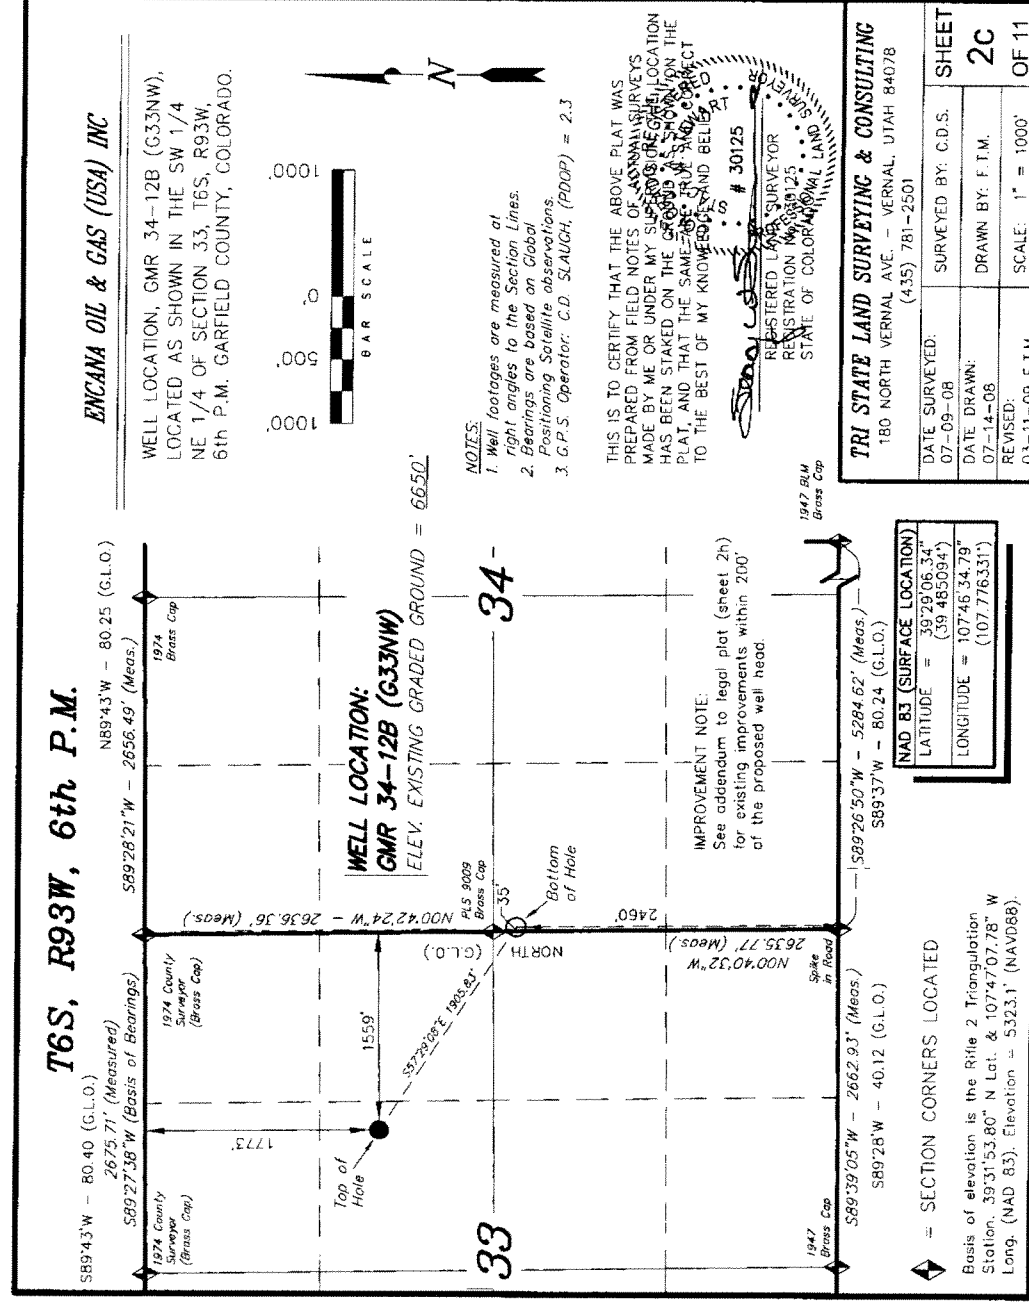 T6S, R93W, 6th P.M.
S89°43'W - 80.40 (G.L.O.)
2675.71' (Measured)
S89°27'38"W (Basis of Bearings)
N89°43'W - 80.25 (G.L.O.)
S89°28'21"W - 2656.49' (Meas.)
1974 County
Surveyor
(Brass Cap)
1974 County
Surveyor
(Brass Cap)
1974
Brass Cap
1773'
1559'
Top of
Hole
S57°29'08"E 1905.83'
N00°42'24"W - 2636.36' (Meas.)
NORTH (G.L.O.)
WELL LOCATION:
GMR 34-12B (G33NW)
ELEV. EXISTING GRADED GROUND = 6650'
PLS 9009
Brass Cap
35'
Bottom
of Hole
33
34
2460'
N00°40'32"W
2635.77' (Meas.)
IMPROVEMENT NOTE:
See addendum to legal plat (sheet 2h)
for existing improvements within 200'
of the proposed well head.
1947
Brass Cap
Spike
in Road
1947 BLM
Brass Cap
S89°39'05"W - 2662.93' (Meas.)
S89°28'W - 40.12 (G.L.O.)
S89°26'50"W - 5284.62' (Meas.)
S89°37'W - 80.24 (G.L.O.)
= SECTION CORNERS LOCATED
Basis of elevation is the Rifle 2 Triangulation
Station. 39°31'53.80" N Lat. & 107°47'07.78" W
Long. (NAD 83). Elevation = 5323.1' (NAVD88).
NAD 83 (SURFACE LOCATION)
LATITUDE = 39°29'06.34"
(39.485094°)
LONGITUDE = 107°46'34.79"
(107.776331°)
ENCANA OIL & GAS (USA) INC
WELL LOCATION, GMR 34-12B (G33NW),
LOCATED AS SHOWN IN THE SW 1/4
NE 1/4 OF SECTION 33, T6S, R93W,
6th P.M. GARFIELD COUNTY, COLORADO.
1000' 500' 0' 1000'
BAR SCALE
N
NOTES:
1. Well footages are measured at
right angles to the Section Lines.
2. Bearings are based on Global
Positioning Satellite observations.
3. G.P.S. Operator: C.D. SLAUGH, (PDOP) = 2.3
THIS IS TO CERTIFY THAT THE ABOVE PLAT WAS
PREPARED FROM FIELD NOTES OF ACTUAL SURVEYS
MADE BY ME OR UNDER MY SUPERVISION
LOCATION
HAS BEEN STAKED ON THE GROUND AS SHOWN ON THE
PLAT, AND THAT THE SAME ARE TRUE AND CORRECT
TO THE BEST OF MY KNOWLEDGE AND BELIEF
# 30125
REGISTERED LAND SURVEYOR
REGISTRATION No. 30125
STATE OF COLORADO
LAND SURVEYOR
TRI STATE LAND SURVEYING & CONSULTING
180 NORTH VERNAL AVE. - VERNAL, UTAH 84078
(435) 781-2501
DATE SURVEYED:
07-09-08
SURVEYED BY: C.D.S.
SHEET
2C
OF 11
DATE DRAWN:
07-14-08
DRAWN BY: F.T.M.
REVISED:
03-11-09 F.T.M.
SCALE: 1" = 1000'